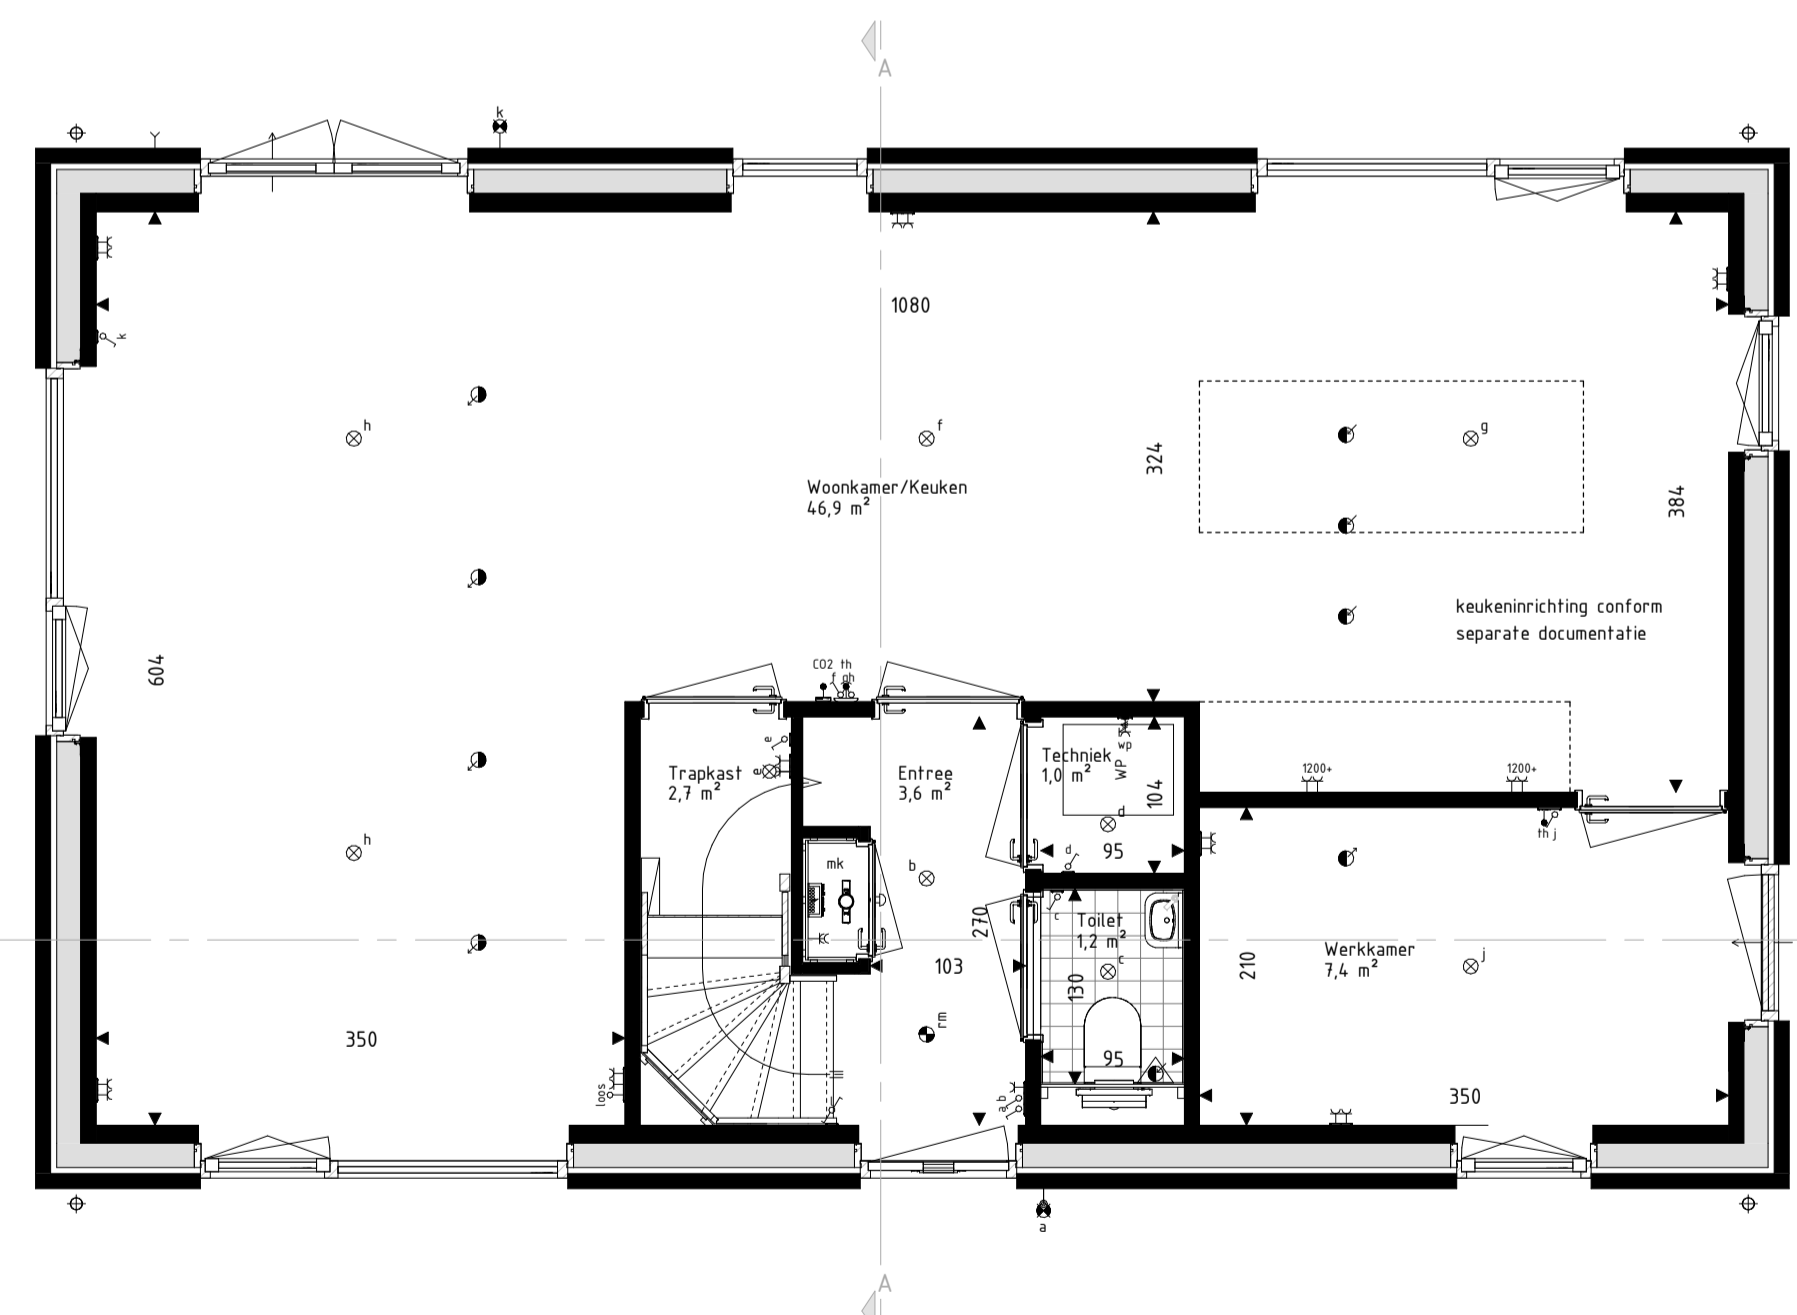 A
k
k
1080
h
f
g
324
384
Woonkamer/Keuken
46,9 m²
keukeninrichting conform
separate documentatie
604
CO2 th
f gh
e
e
Trapkast
2,7 m²
Entree
3,6 m²
Techniek
1,0 m²
wp
WP
104
d
95
d
1200+
1200+
th j
h
mk
b
270
103
c
Toilet
1,2 m²
c
130
95
210
Werkkamer
7,4 m²
j
rm
350
350
loos
a b
a
A